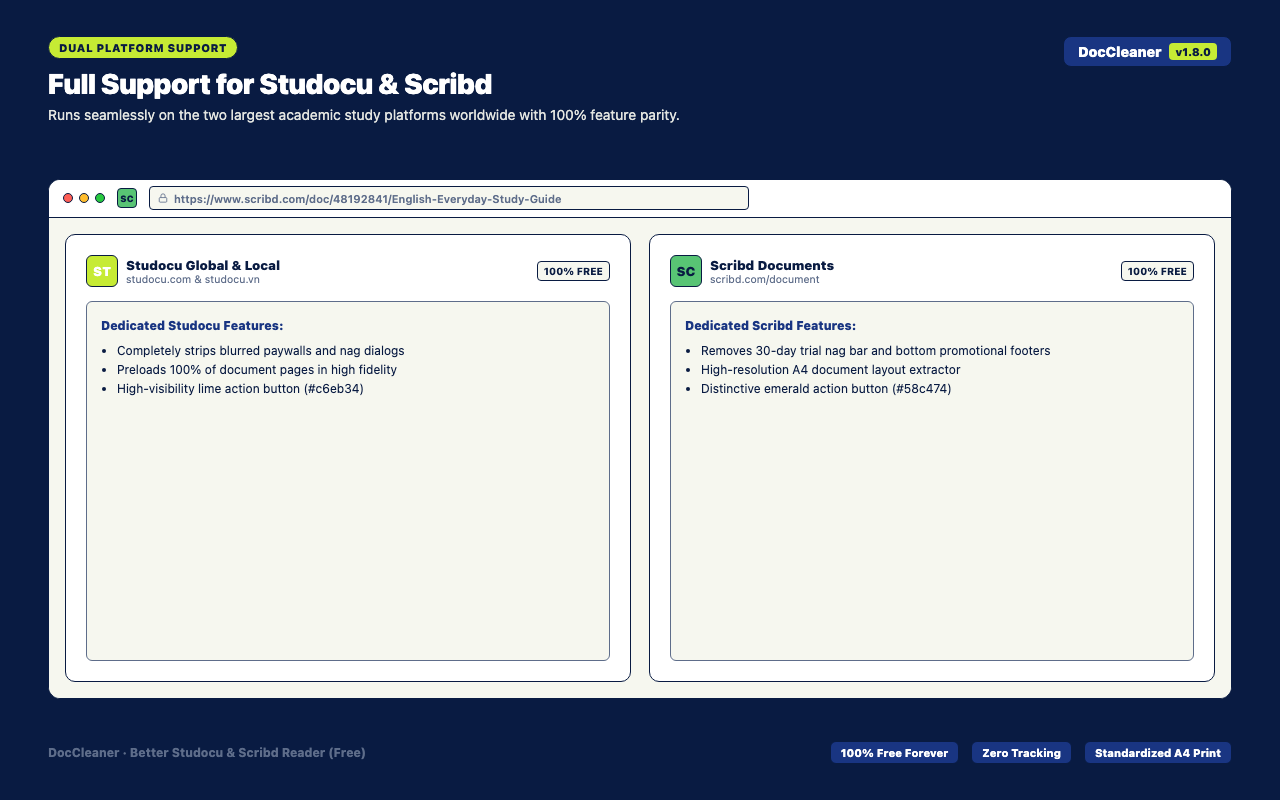 DUAL PLATFORM SUPPORT
DocCleaner v1.8.0
Full Support for Studocu & Scribd
Runs seamlessly on the two largest academic study platforms worldwide with 100% feature parity.
SC
https://www.scribd.com/doc/48192841/English-Everyday-Study-Guide
ST
Studocu Global & Local
studocu.com & studocu.vn
100% FREE
Dedicated Studocu Features:
• Completely strips blurred paywalls and nag dialogs
• Preloads 100% of document pages in high fidelity
• High-visibility lime action button (#c6eb34)
SC
Scribd Documents
scribd.com/document
100% FREE
Dedicated Scribd Features:
• Removes 30-day trial nag bar and bottom promotional footers
• High-resolution A4 document layout extractor
• Distinctive emerald action button (#58c474)
DocCleaner · Better Studocu & Scribd Reader (Free)
100% Free Forever
Zero Tracking
Standardized A4 Print